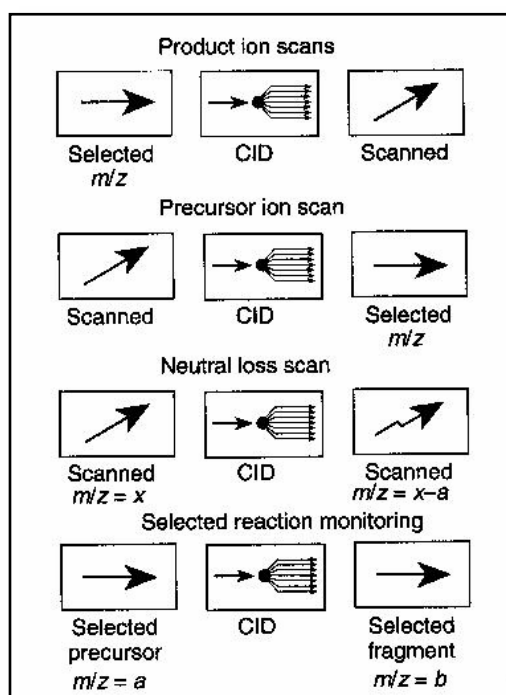 Product ion scans
Selected CID Scanned
m/z
Precursor ion scan
Scanned CID Selected
m/z
Neutral loss scan
Scanned CID Scanned
m/z = x m/z = x–a
Selected reaction monitoring
Selected CID Selected
precursor fragment
m/z = a m/z = b